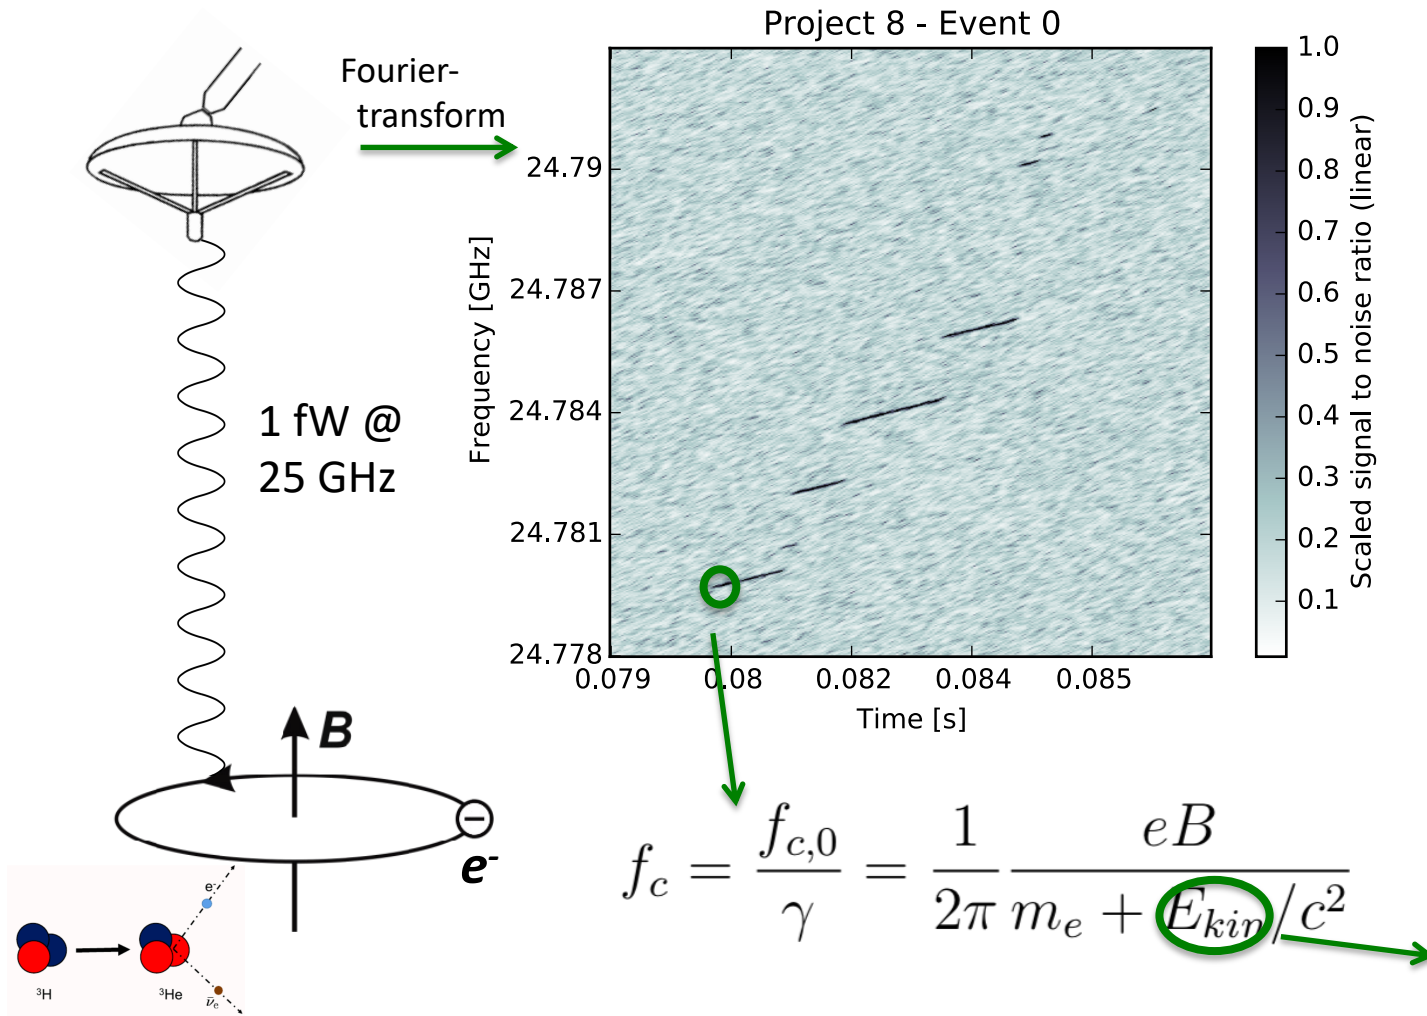 Project 8 - Event 0
Fourier-
transform
24.79
24.787
24.784
24.781
24.778
Frequency [GHz]
0.079
0.08
0.082
0.084
0.085
Time [s]
1.0
0.9
0.8
0.7
0.6
0.5
0.4
0.3
0.2
0.1
Scaled signal to noise ratio (linear)
1 fW @
25 GHz
B
−
e⁻
f_c = f_{c,0} / γ = 1 / 2π eB / (m_e + E_{kin}/c²)
e⁻
³H
³He
ν̄_e